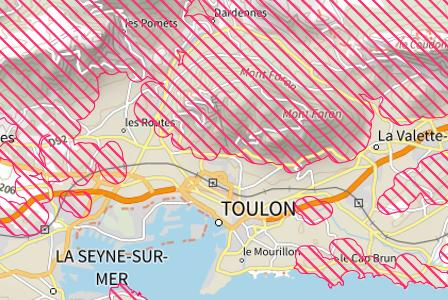 Dardennes
les Pomets
le Coudon
Mont Faron
Mont Faron
les Routes
La Valette-
es
D92
206
TOULON
LA SEYNE-SUR-
MER
le Mourillon
le Cap Brun